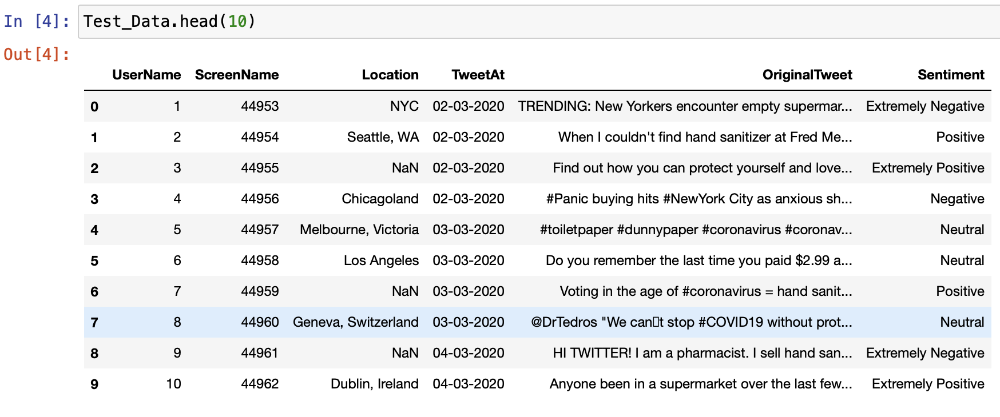 In [4]: Test_Data.head(10)
Out[4]:
UserName ScreenName Location TweetAt OriginalTweet Sentiment
0 1 44953 NYC 02-03-2020 TRENDING: New Yorkers encounter empty supermar... Extremely Negative
1 2 44954 Seattle, WA 02-03-2020 When I couldn't find hand sanitizer at Fred Me... Positive
2 3 44955 NaN 02-03-2020 Find out how you can protect yourself and love... Extremely Positive
3 4 44956 Chicagoland 02-03-2020 #Panic buying hits #NewYork City as anxious sh... Negative
4 5 44957 Melbourne, Victoria 03-03-2020 #toiletpaper #dunnypaper #coronavirus #coronav... Neutral
5 6 44958 Los Angeles 03-03-2020 Do you remember the last time you paid $2.99 a... Neutral
6 7 44959 NaN 03-03-2020 Voting in the age of #coronavirus = hand sanit... Positive
7 8 44960 Geneva, Switzerland 03-03-2020 @DrTedros "We can▯t stop #COVID19 without prot... Neutral
8 9 44961 NaN 04-03-2020 HI TWITTER! I am a pharmacist. I sell hand san... Extremely Negative
9 10 44962 Dublin, Ireland 04-03-2020 Anyone been in a supermarket over the last few... Extremely Positive